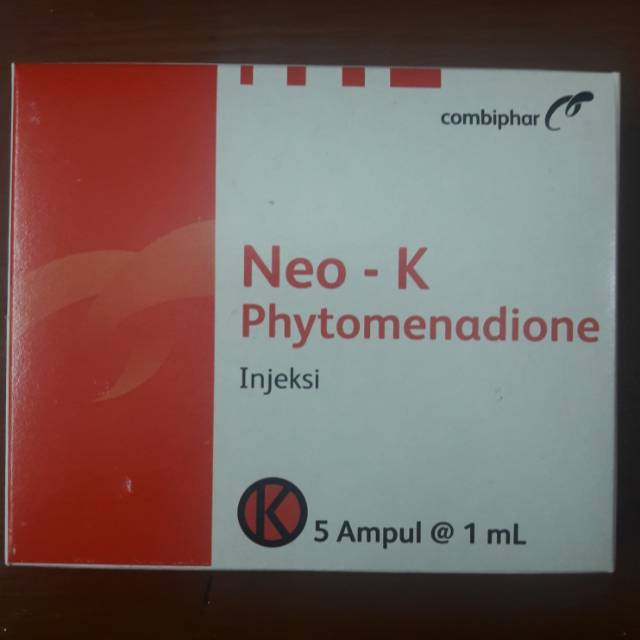 combiphar
Neo - K
Phytomenadione
Injeksi
K
5 Ampul @ 1 mL